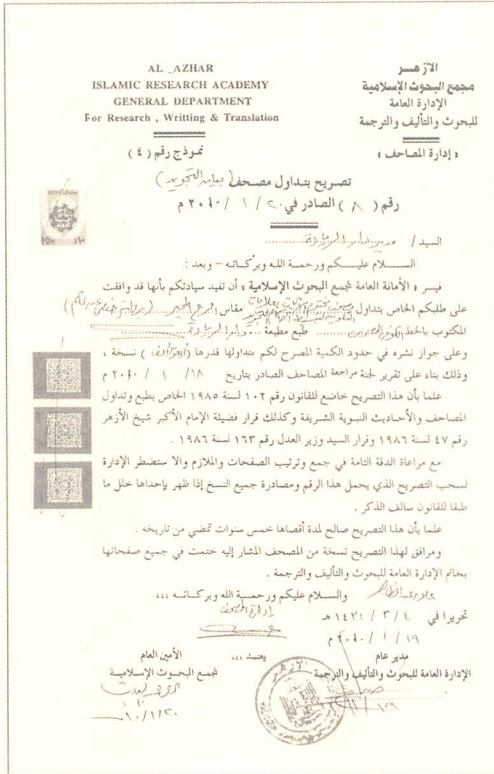 AL AZHAR
ISLAMIC RESEARCH ACADEMY
GENERAL DEPARTMENT
For Research , Writting & Translation
الأزهـــر
مجمع البحوث الإسلامية
الإدارة العامة
للبحوث والتأليف والترجمة
« إدارة المصاحف »
نموذج رقم ( ٤ )
تصريح بتداول مصحف
رقم ( ٨ ) الصادر في ٢٠ / ١ / ٢٠١٠ م
السيد /
السلام عليكم ورحمة الله وبركاته - وبعد :
فيسر « الأمانة العامة لمجمع البحوث الإسلامية » أن تفيد سيادتكم بأنها قد وافقت
على طلبكم الخاص بتداول مقاس
المكتوب بالخط طبع مطبعة
وعلى جواز نشره في حدود الكمية المصرح لكم بتداولها قدرها ( ) نسخة ،
وذلك بناء على تقرير لجنة مراجعة المصاحف الصادر بتاريخ ١٨ / ١ / ٢٠١٠ م
علما بأن هذا التصريح خاضع للقانون رقم ١٠٢ لسنة ١٩٨٥ الخاص بطبع وتداول
المصاحف والأحاديث النبوية الشريفة وكذلك قرار فضيلة الإمام الأكبر شيخ الأزهر
رقم ٤٧ لسنة ١٩٨٦ وقرار السيد وزير العدل رقم ١٦٣ لسنة ١٩٨٦ .
مع مراعاة الدقة التامة في جمع وترتيب الصفحات والملازم والا ستضطر الإدارة
لسحب التصريح الذي يحمل هذا الرقم ومصادرة جميع النسخ إذا ظهر بإحداها خلل ما
طبقا للقانون سالف الذكر .
علما بأن هذا التصريح صالح لمدة أقصاها خمس سنوات تمضي من تاريخه .
ومرافق لهذا التصريح نسخة من المصحف المشار إليه ختمت في جميع صفحاتها
بخاتم الإدارة العامة للبحوث والتأليف والترجمة .
والسلام عليكم ورحمة الله وبركاته ،،،
تحريرا في ٤ / ٢ / ١٤٣١ هـ
١٩ / ١ / ٢٠١٠ م
مدير عام
الإدارة العامة للبحوث والتأليف والترجمة
يعتمد ،،،
الأمين العام
لمجمع البحوث الإسلامية